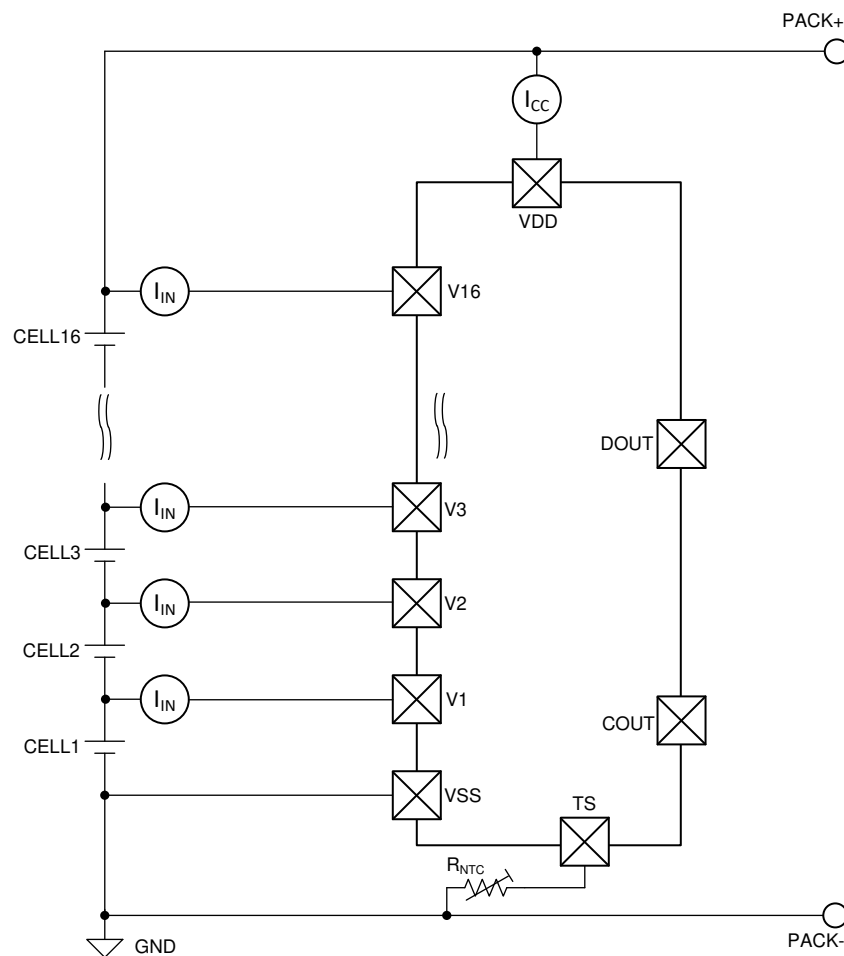 PACK+
ICC
VDD
IIN
V16
CELL16
DOUT
IIN
V3
CELL3
IIN
V2
CELL2
IIN
V1
COUT
CELL1
VSS
TS
RNTC
GND
PACK-